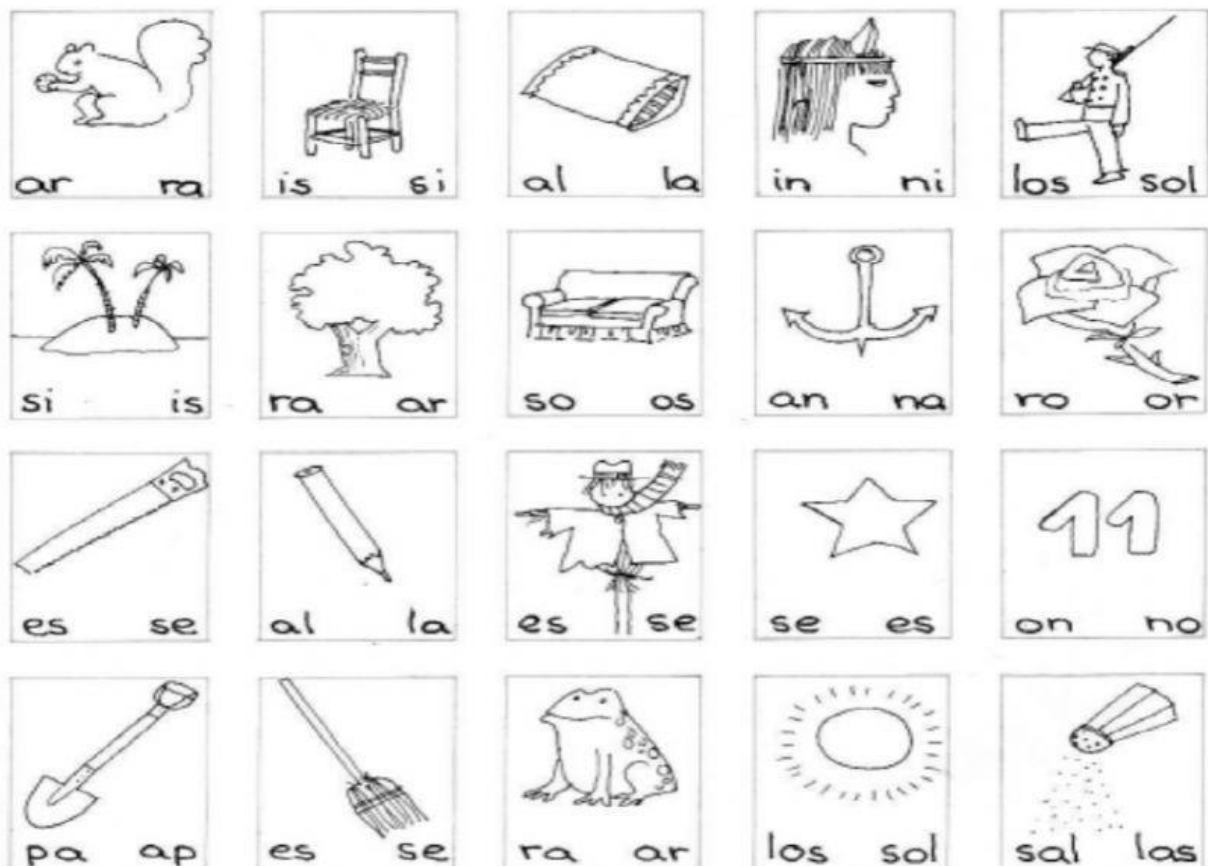 ar ra is si al la in ni los sol
si is ra ar so os an na ro or
11
es se al la es se se es on no
pa ap es se ra ar los sol sal las